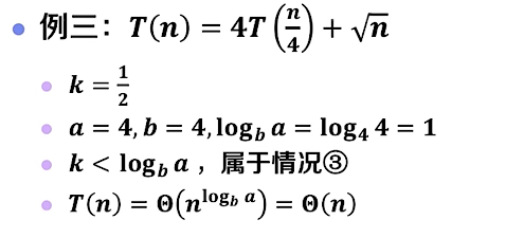 例三：T(n) = 4T(n/4) + √n
k = 1/2
a = 4, b = 4, log_b a = log_4 4 = 1
k < log_b a ，属于情况③
T(n) = Θ(n^{log_b a}) = Θ(n)